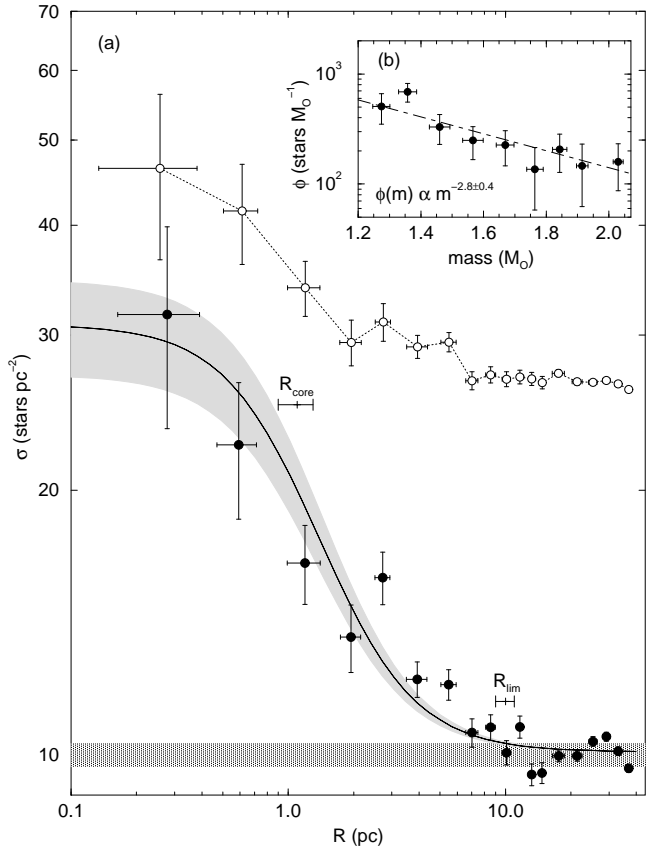 70
60
50
40
30
20
10
σ (stars pc⁻²)
(a)
R_core
R_lim
0.1
1.0
10.0
R (pc)
(b)
10³
10²
φ (stars M_O⁻¹)
φ(m) α m^−2.8±0.4
1.2
1.4
1.6
1.8
2.0
mass (M_O)